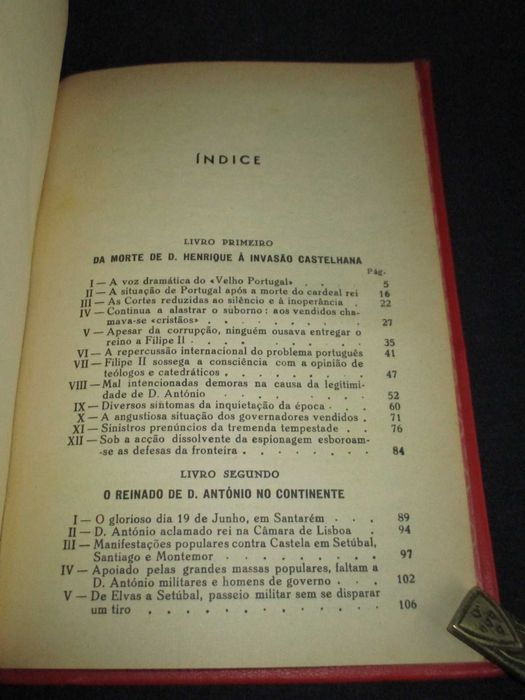 ÍNDICE
LIVRO PRIMEIRO
DA MORTE DE D. HENRIQUE À INVASÃO CASTELHANA
Pág.
I — A voz dramática do «Velho Portugal» . . 5
II — A situação de Portugal após a morte do cardeal rei 16
III — As Cortes reduzidas ao silêncio e à inoperância . 22
IV — Continua a alastrar o suborno: aos vendidos cha-
mava-se «cristãos» . . . . . . . 27
V — Apesar da corrupção, ninguém ousava entregar o
reino a Filipe II . . . . . . . . 35
VI — A repercussão internacional do problema português 41
VII — Filipe II sossega a consciência com a opinião de
teólogos e catedráticos . . . . . . 47
VIII — Mal intencionadas demoras na causa da legitimi-
dade de D. António . . . . . . . 52
IX — Diversos sintomas da inquietação da época . . . 60
X — A angustiosa situação dos governadores vendidos . 71
XI — Sinistros prenúncios da tremenda tempestade . . 76
XII — Sob a acção dissolvente da espionagem esboroam-
-se as defesas da fronteira . . . . . . 84
LIVRO SEGUNDO
O REINADO DE D. ANTÓNIO NO CONTINENTE
I — O glorioso dia 19 de Junho, em Santarém . . . 89
II — D. António aclamado rei na Câmara de Lisboa . 94
III — Manifestações populares contra Castela em Setúbal,
Santiago e Montemor . . . . . . . 97
IV — Apoiado pelas grandes massas populares, faltam a
D. António militares e homens de governo . . 102
V — De Elvas a Setúbal, passeio militar sem se disparar
um tiro . . . . . . . . . . 106